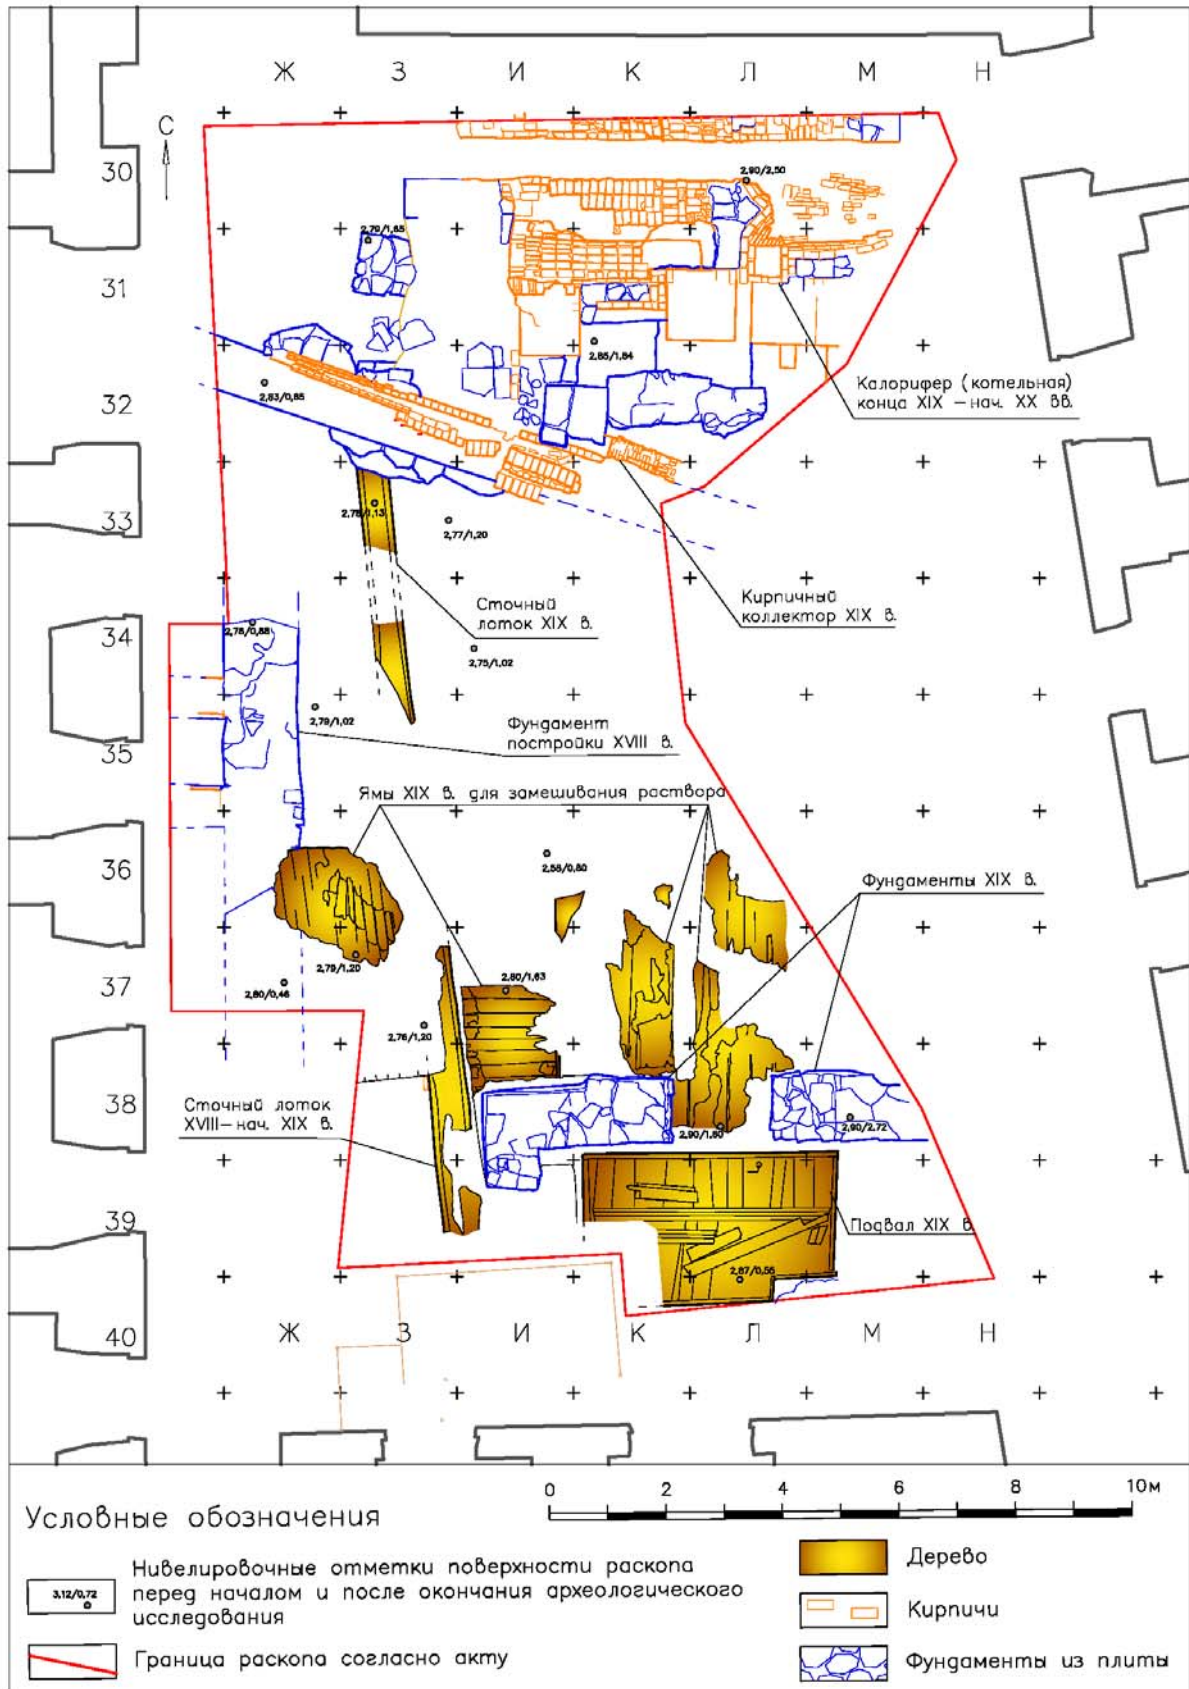 Ж З И К Л М Н
С
30
2,90/2,50
2,79/1,65
31
2,85/1,84
Калорифер (котельная)
конца XIX – нач. XX вв.
2,83/0,85
32
2,78/1,13
33
2,77/1,20
Сточный
лоток XIX в.
Кирпичный
коллектор XIX в.
2,78/0,88
34
2,75/1,02
2,79/1,02
Фундамент
постройки XVIII в.
35
Ямы XIX в. для замешивания раствора
2,58/0,80
36
Фундаменты XIX в.
2,79/1,20
2,80/1,63
37
2,80/0,46
2,76/1,20
38
Сточный лоток
XVIII– нач. XIX в.
2,90/1,80
2,90/2,72
39
Подвал XIX в
2,87/0,55
40
Ж З И К Л М Н
0 2 4 6 8 10м
Условные обозначения
3,12/0,72
Нивелировочные отметки поверхности раскопа
перед началом и после окончания археологического
исследования
Граница раскопа согласно акту
Дерево
Кирпичи
Фундаменты из плиты